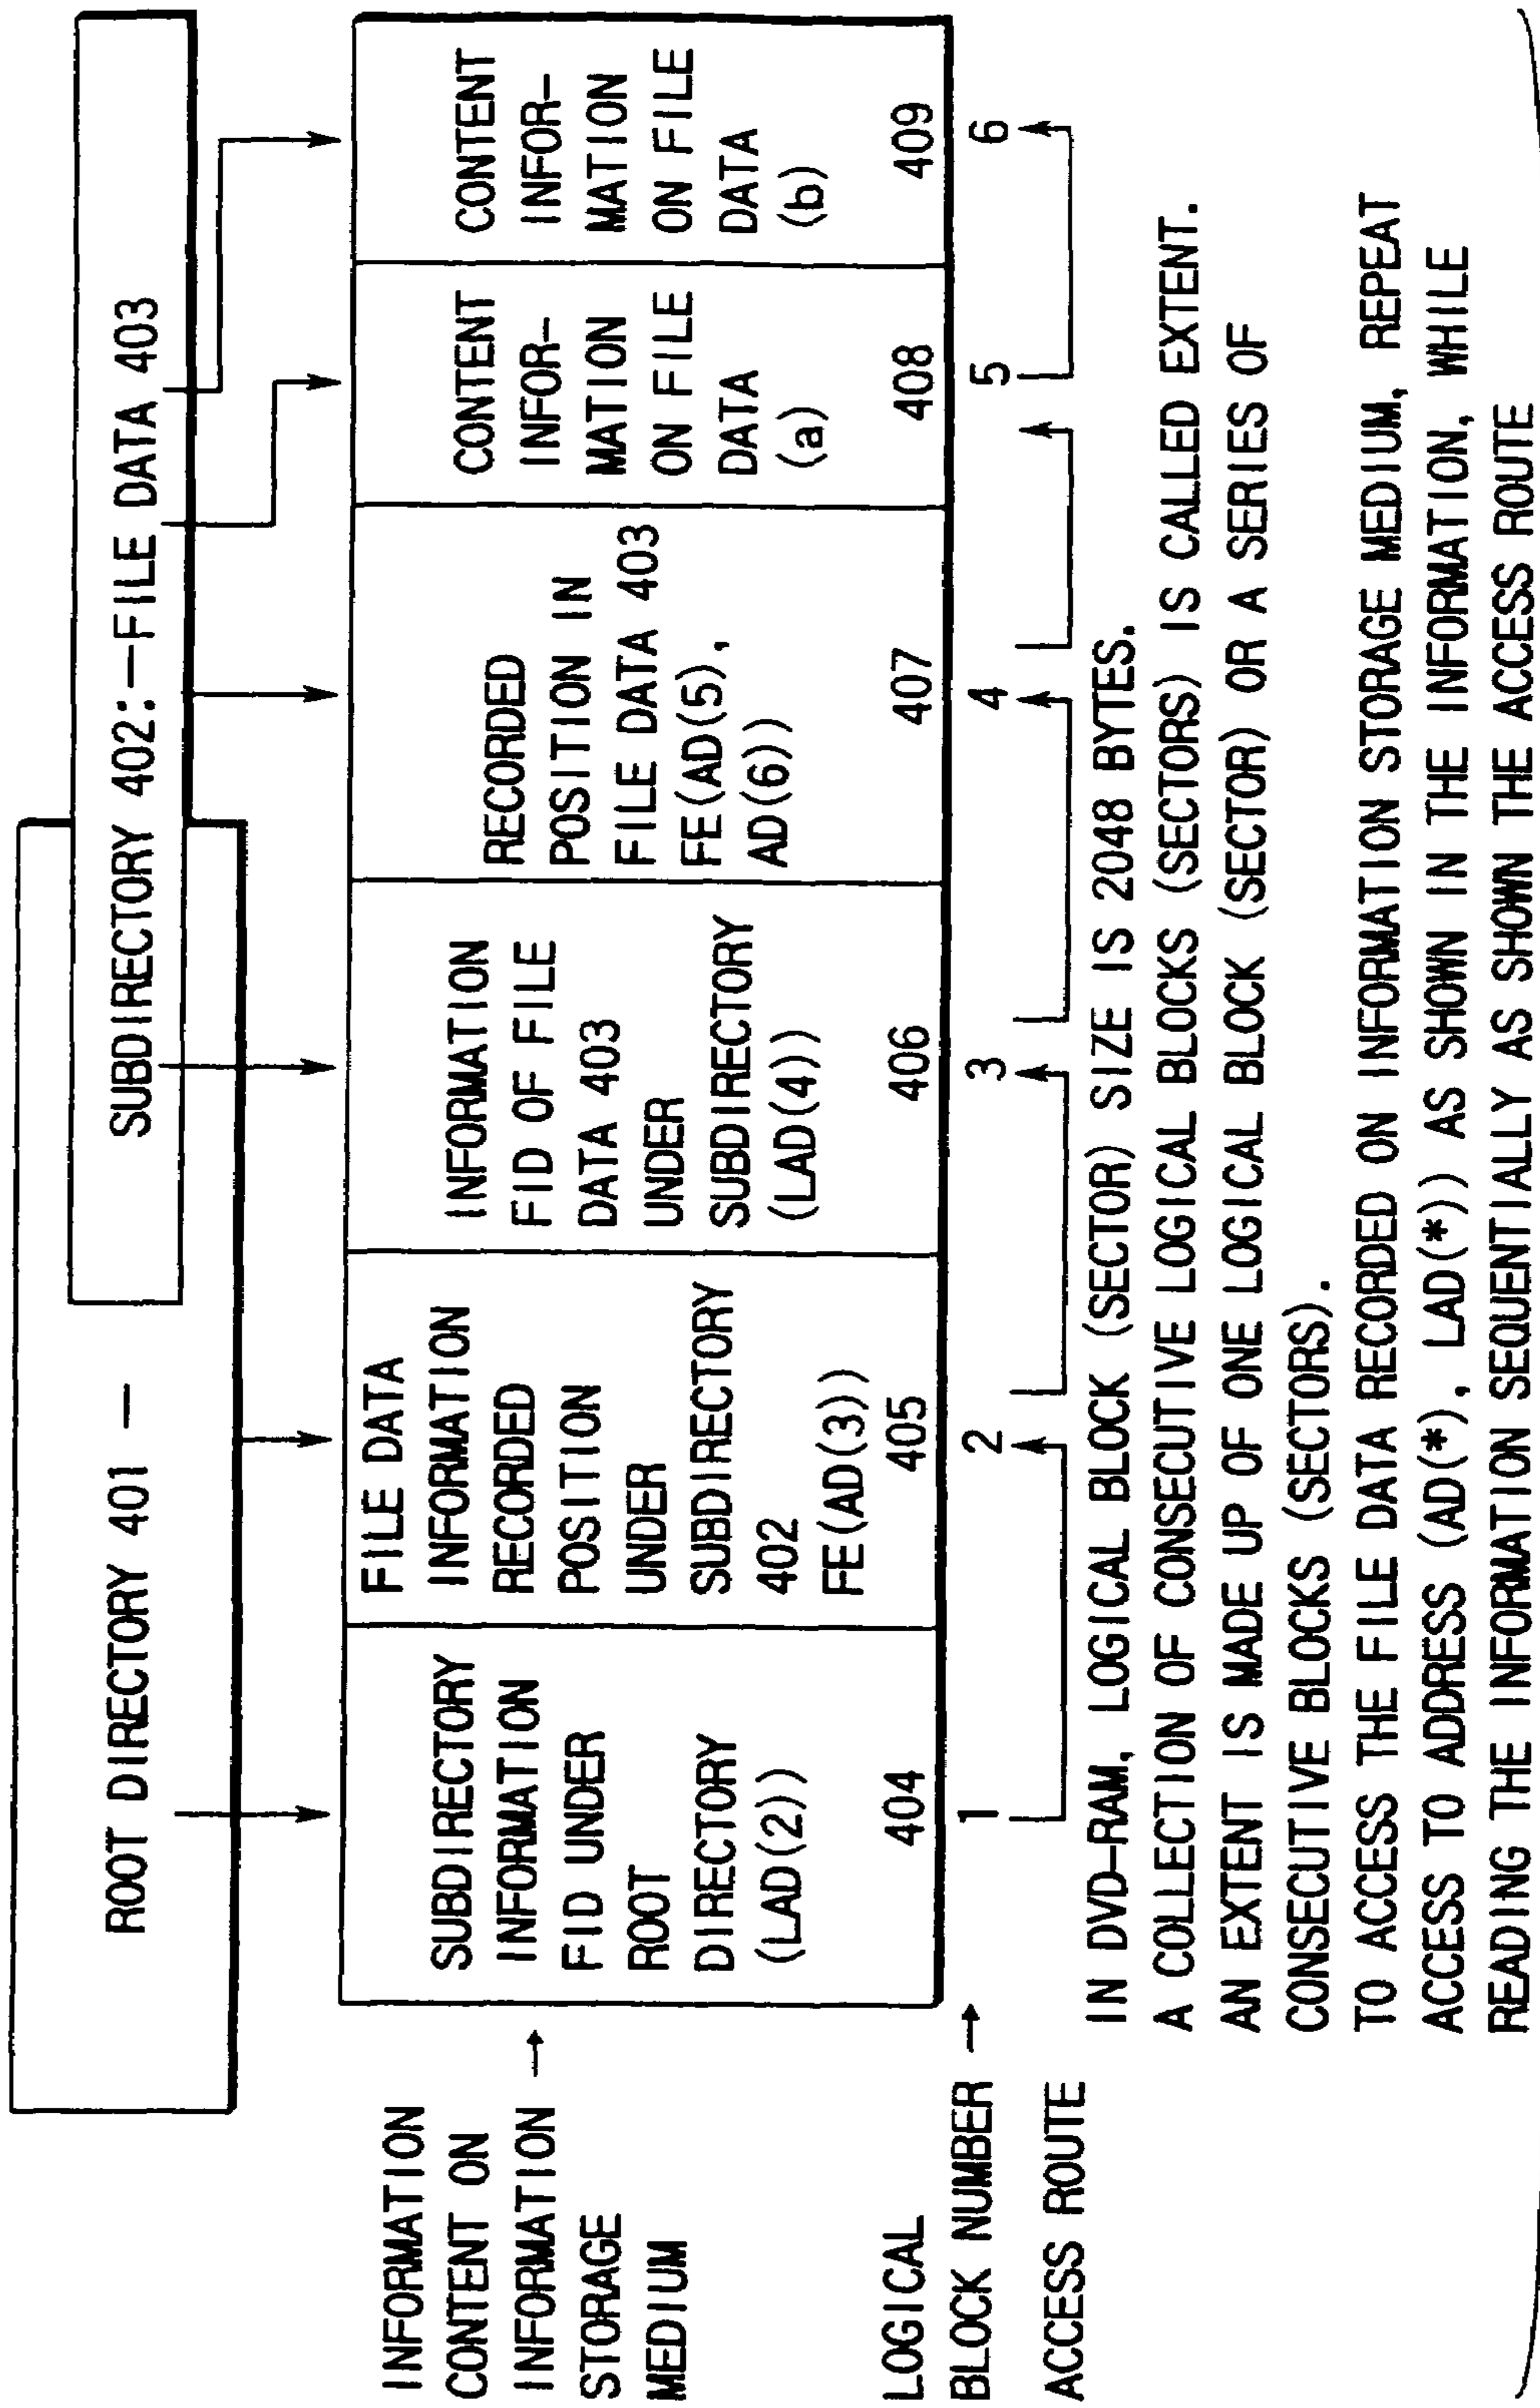 ROOT DIRECTORY 401 —
SUBDIRECTORY 402:—FILE DATA 403
INFORMATION
CONTENT ON
INFORMATION →
STORAGE
MEDIUM
SUBDIRECTORY
INFORMATION
FID UNDER
ROOT
DIRECTORY
(LAD(2))
404
FILE DATA
INFORMATION
RECORDED
POSITION
UNDER
SUBDIRECTORY
402
FE(AD(3))
405
INFORMATION
FID OF FILE
DATA 403
UNDER
SUBDIRECTORY
(LAD(4))
406
RECORDED
POSITION IN
FILE DATA 403
FE(AD(5),
AD(6))
407
CONTENT
INFOR-
MATION
ON FILE
DATA
(a)
408
CONTENT
INFOR-
MATION
ON FILE
DATA
(b)
409
LOGICAL
BLOCK NUMBER →
1 2 3 4 5 6
ACCESS ROUTE
IN DVD-RAM, LOGICAL BLOCK (SECTOR) SIZE IS 2048 BYTES.
A COLLECTION OF CONSECUTIVE LOGICAL BLOCKS (SECTORS) IS CALLED EXTENT.
AN EXTENT IS MADE UP OF ONE LOGICAL BLOCK (SECTOR) OR A SERIES OF
CONSECUTIVE BLOCKS (SECTORS).
TO ACCESS THE FILE DATA RECORDED ON INFORMATION STORAGE MEDIUM, REPEAT
ACCESS TO ADDRESS (AD(*), LAD(*)) AS SHOWN IN THE INFORMATION, WHILE
READING THE INFORMATION SEQUENTIALLY AS SHOWN THE ACCESS ROUTE